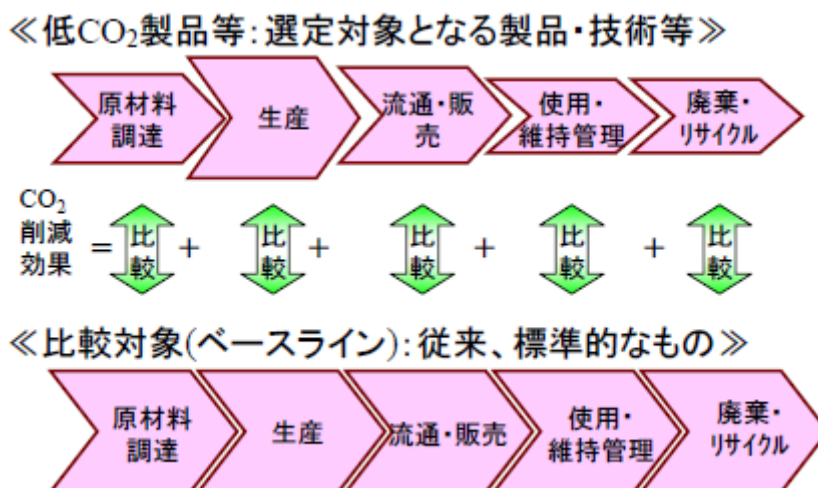 ≪低CO₂製品等：選定対象となる製品・技術等≫
原材料
調達
生産
流通・販
売
使用・
維持管理
廃棄・
ﾘｻｲｸﾙ
CO₂
削減
効果
=
比
較
+
比
較
+
比
較
+
比
較
+
比
較
≪比較対象(ベースライン)：従来、標準的なもの≫
原材料
調達
生産
流通・販売
使用・
維持管理
廃棄・
ﾘｻｲｸﾙ